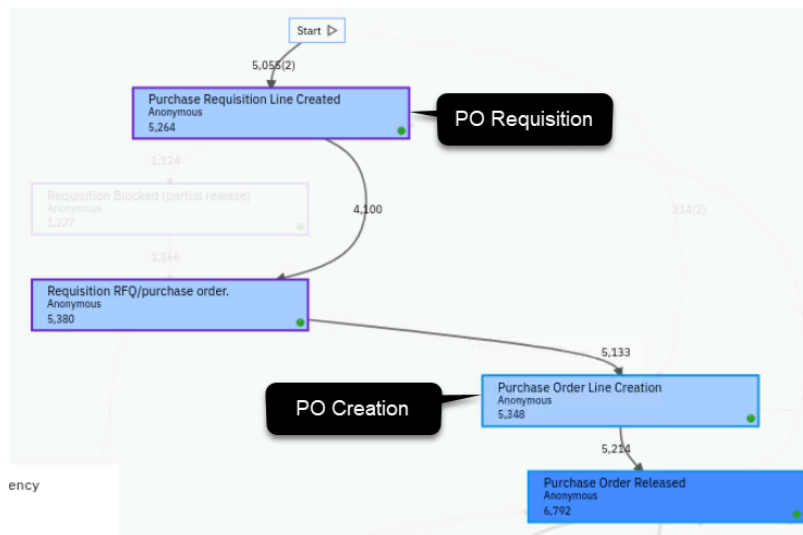 Start
5,055(2)
Purchase Requisition Line Created
Anonymous
5,264
PO Requisition
1,124
Requisition Blocked (partial release)
Anonymous
1,227
4,100
214(2)
1,166
Requisition RFQ/purchase order.
Anonymous
5,380
5,133
Purchase Order Line Creation
Anonymous
5,348
PO Creation
5,214
Purchase Order Released
Anonymous
6,792
ency